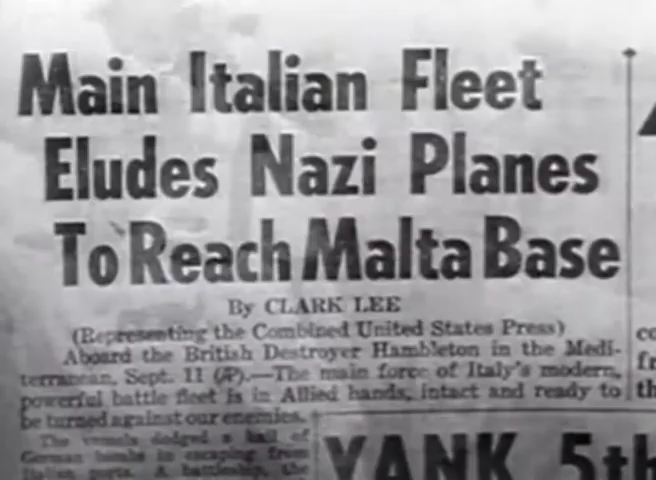 Main Italian Fleet
Eludes Nazi Planes
To Reach Malta Base
By CLARK LEE
(Representing the Combined United States Press)
Aboard the British Destroyer Hambleton in the Medi-
terranean, Sept. 11 (AP).—The main force of Italy's modern,
powerful battle fleet is in Allied hands, intact and ready to
be turned against our enemies.
The vessels dodged a hail of
German bombs in escaping from
Italian ports. A battleship, the
YANK 5th
co
fr
th